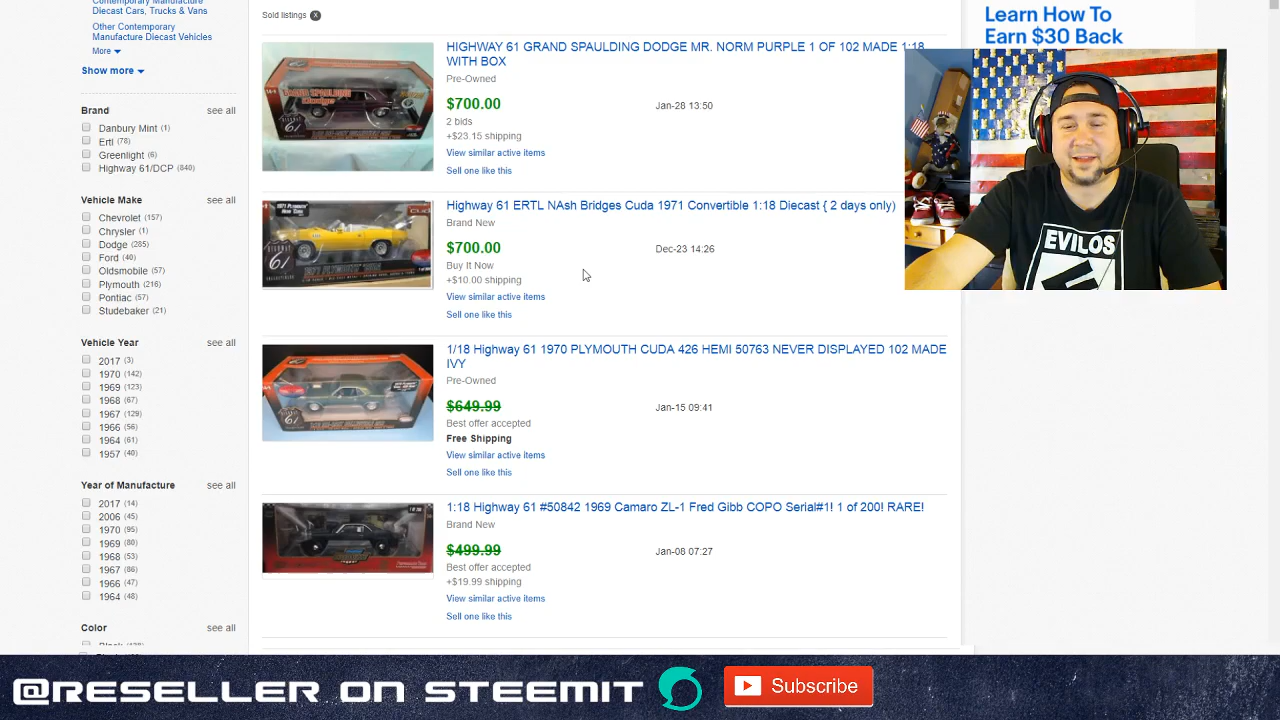 Contemporary Manufacture
Diecast Cars, Trucks & Vans
Other Contemporary
Manufacture Diecast Vehicles
More
Show more
Brand see all
Danbury Mint (1)
Ertl (78)
Greenlight (6)
Highway 61/DCP (840)
Vehicle Make see all
Chevrolet (157)
Chrysler (1)
Dodge (285)
Ford (40)
Oldsmobile (57)
Plymouth (216)
Pontiac (57)
Studebaker (21)
Vehicle Year see all
2017 (3)
1970 (142)
1969 (123)
1968 (67)
1967 (129)
1966 (56)
1964 (61)
1957 (40)
Year of Manufacture see all
2017 (14)
2006 (45)
1970 (95)
1969 (80)
1968 (53)
1967 (86)
1966 (47)
1964 (48)
Color see all
Sold listings X
HIGHWAY 61 GRAND SPAULDING DODGE MR. NORM PURPLE 1 OF 102 MADE 1:18
WITH BOX
Pre-Owned
$700.00 Jan-28 13:50
2 bids
+$23.15 shipping
View similar active items
Sell one like this
Highway 61 ERTL NAsh Bridges Cuda 1971 Convertible 1:18 Diecast { 2 days only)
Brand New
$700.00 Dec-23 14:26
Buy It Now
+$10.00 shipping
View similar active items
Sell one like this
1/18 Highway 61 1970 PLYMOUTH CUDA 426 HEMI 50763 NEVER DISPLAYED 102 MADE
IVY
Pre-Owned
$649.99 Jan-15 09:41
Best offer accepted
Free Shipping
View similar active items
Sell one like this
1:18 Highway 61 #50842 1969 Camaro ZL-1 Fred Gibb COPO Serial#1! 1 of 200! RARE!
Brand New
$499.99 Jan-08 07:27
Best offer accepted
+$19.99 shipping
View similar active items
Sell one like this
Learn How To
Earn $30 Back
EVILOS
@RESELLER ON STEEMIT
Subscribe